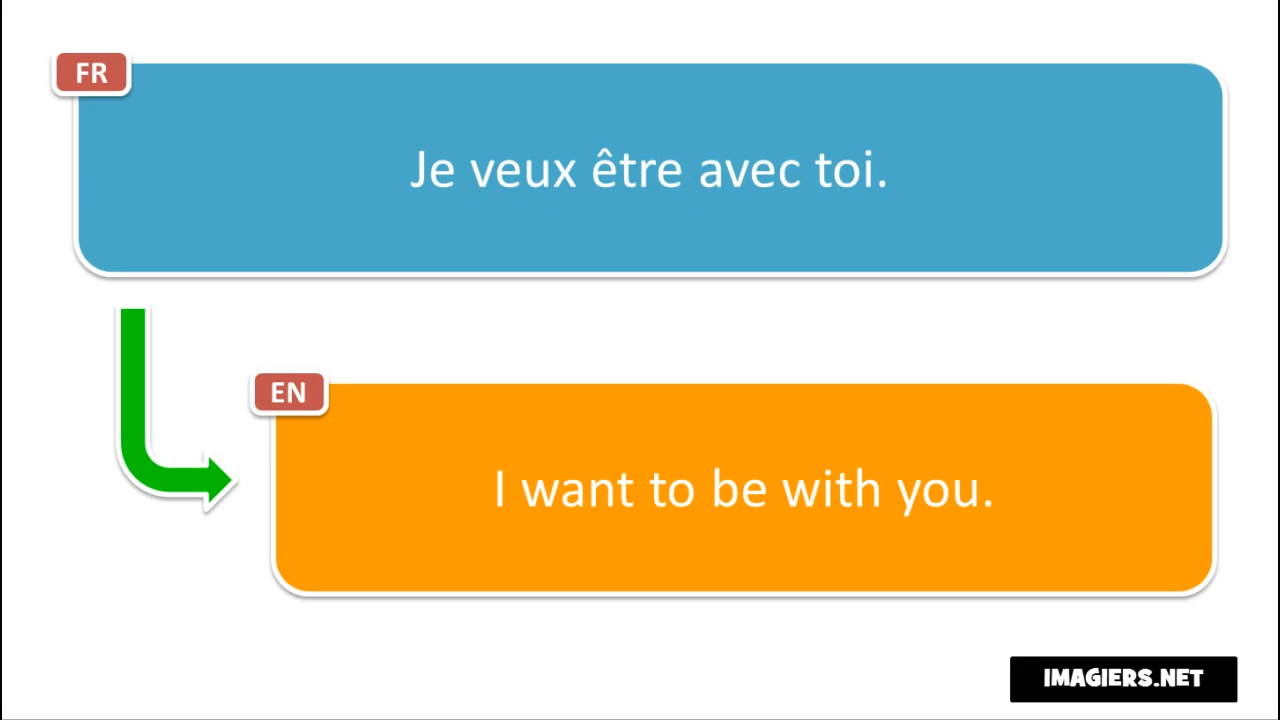 FR
Je veux être avec toi.
EN
I want to be with you.
IMAGIERS.NET